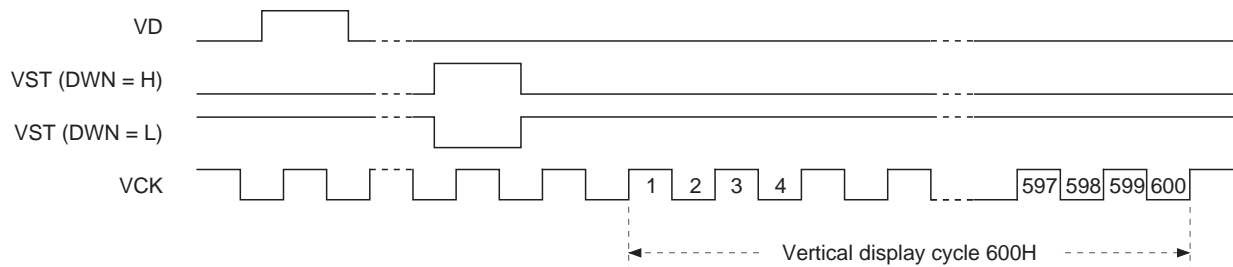 VD
VST (DWN = H)
VST (DWN = L)
VCK 1 2 3 4 597 598 599 600
Vertical display cycle 600H